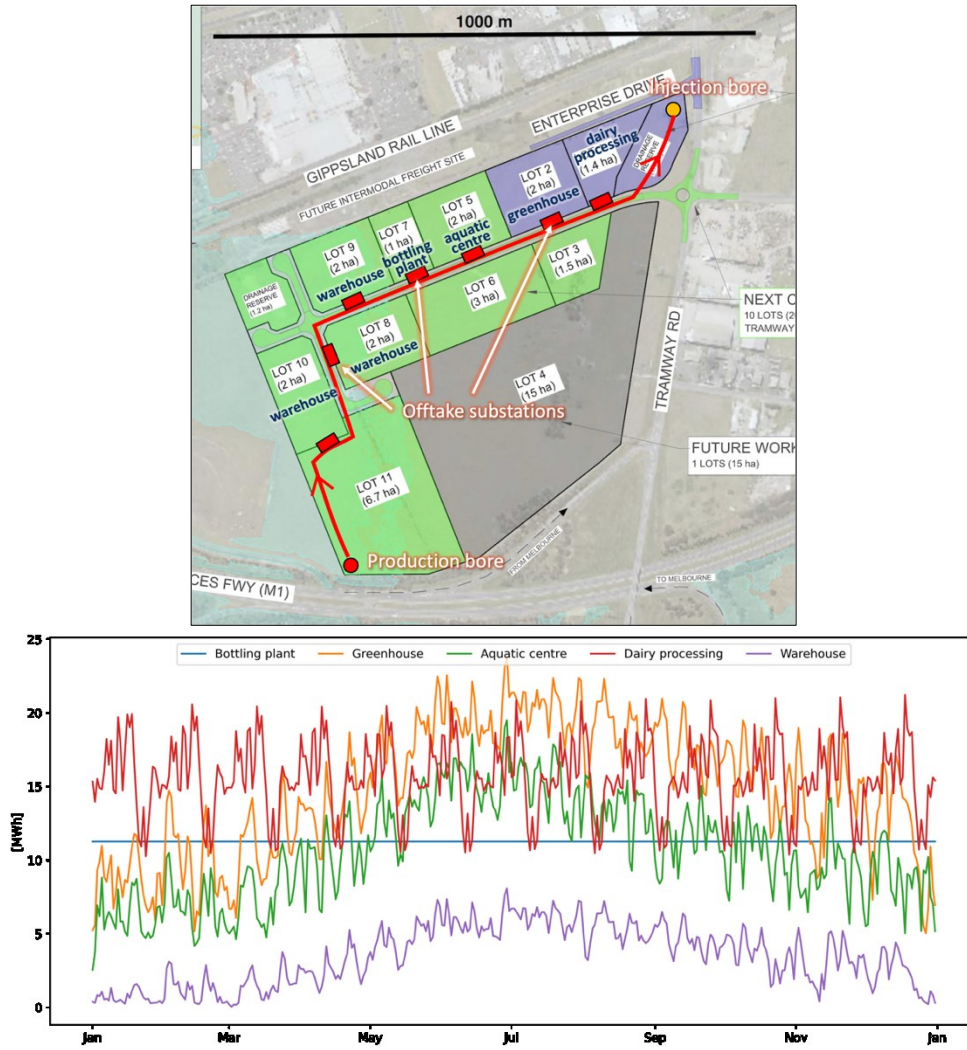 1000 m
Injection bore
ENTERPRISE DRIVE
GIPPSLAND RAIL LINE
FUTURE INTERMODAL FREIGHT SITE
dairy
processing
(1.4 ha)
DRAINAGE
RESERVE
LOT 2
(2 ha)
greenhouse
LOT 5
(2 ha)
aquatic
centre
LOT 7
(1 ha)
bottling
plant
LOT 9
(2 ha)
warehouse
DRAINAGE
RESERVE
(1.2 ha)
LOT 3
(1.5 ha)
LOT 6
(3 ha)
LOT 8
(2 ha)
warehouse
LOT 10
(2 ha)
warehouse
NEXT
10 LOTS
TRAMWAY
TRAMWAY RD
LOT 4
(15 ha)
Offtake substations
FUTURE WORK
1 LOTS (15 ha)
LOT 11
(6.7 ha)
Production bore
FROM MELBOURNE
TO MELBOURNE
CES FWY (M1)
Bottling plant Greenhouse Aquatic centre Dairy processing Warehouse
25
20
15
10
5
0
[MWh]
Jan Mar May Jul Sep Nov Jan